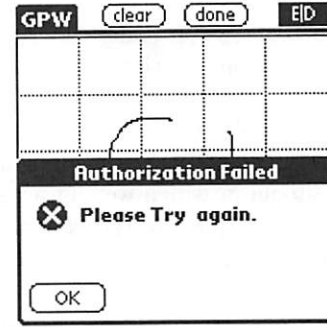 GPW clear done E|D
Authorization Failed
Please Try again.
OK